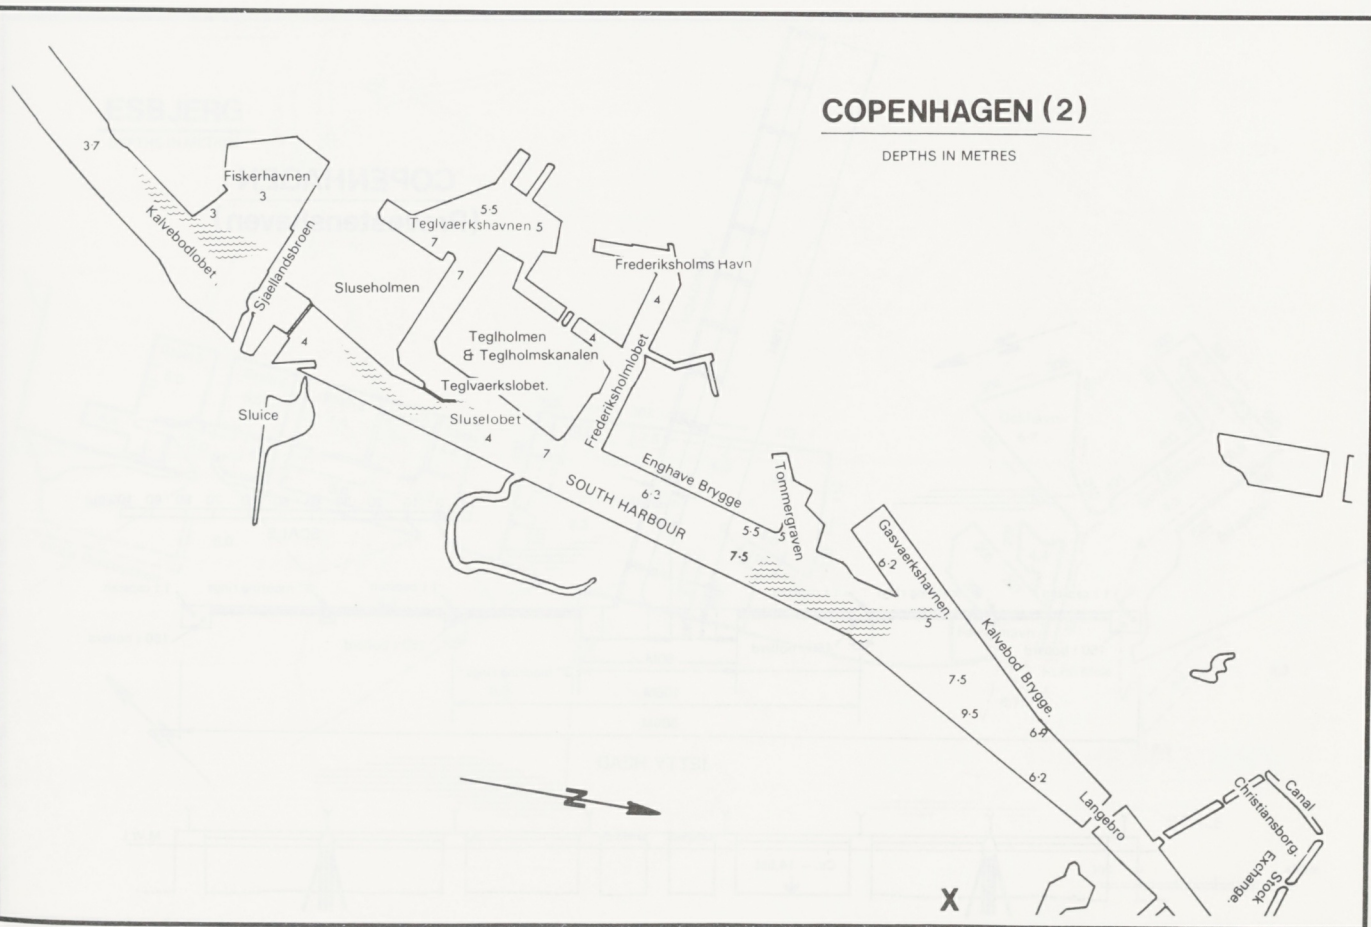 COPENHAGEN (2)
DEPTHS IN METRES
3·7
Fiskerhavnen
3
3
Kalvebodlobet.
Sjaellandsbroen
5·5
Teglvaerkshavnen 5
7
7
Sluseholmen
Frederiksholms Havn
4
4
Teglholmen
& Teglholmskanalen
4
Teglvaerkslobet.
Frederiksholmlobet
Sluice
Sluselobet
4
7
SOUTH HARBOUR
Enghave Brygge
6·2
5·5
5
7·5
Tommergraven
Gasvaerkshavnen.
6·2
5
Kalvebod Brygge.
7·5
9·5
6·2
Langebro
Canal
Christiansborg.
Stock
Exchange.
N
X